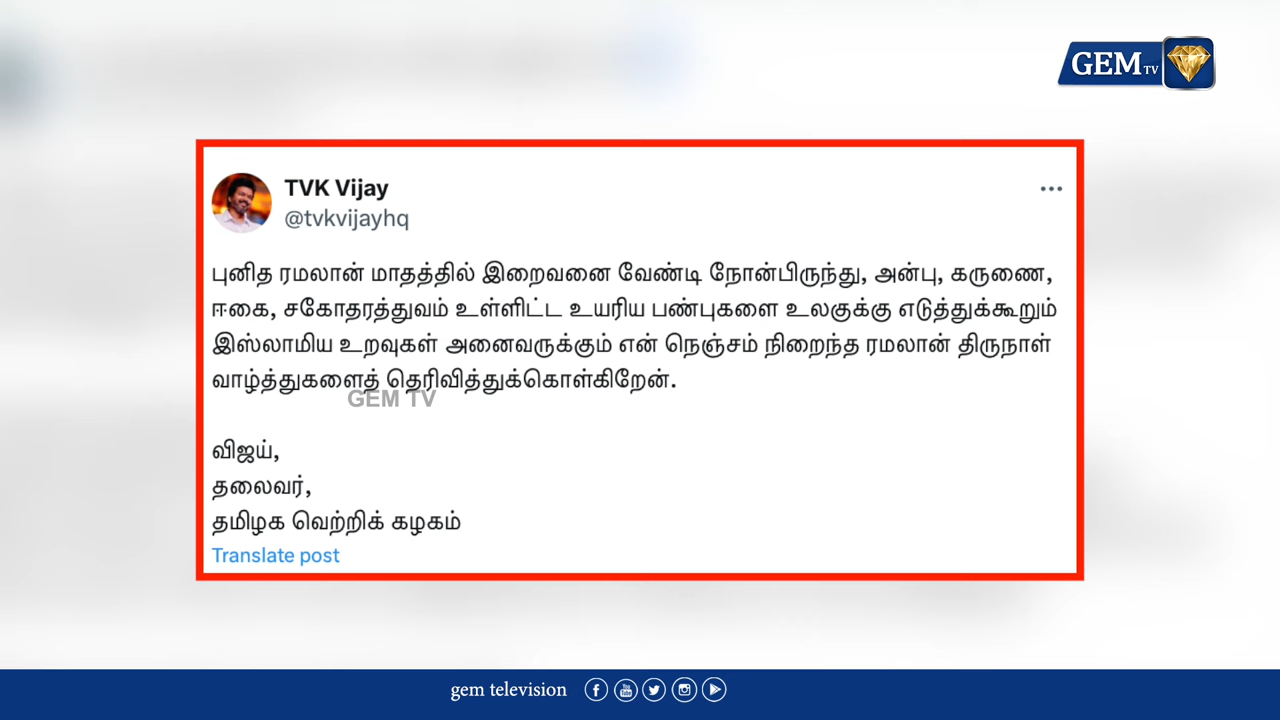 GEM TV
TVK Vijay
@tvkvijayhq
புனித ரமலான் மாதத்தில் இறைவனை வேண்டி நோன்பிருந்து, அன்பு, கருணை,
ஈகை, சகோதரத்துவம் உள்ளிட்ட உயரிய பண்புகளை உலகுக்கு எடுத்துக்கூறும்
இஸ்லாமிய உறவுகள் அனைவருக்கும் என் நெஞ்சம் நிறைந்த ரமலான் திருநாள்
வாழ்த்துகளைத் தெரிவித்துக்கொள்கிறேன்.
GEM TV
விஜய்,
தலைவர்,
தமிழக வெற்றிக் கழகம்
Translate post
gem television